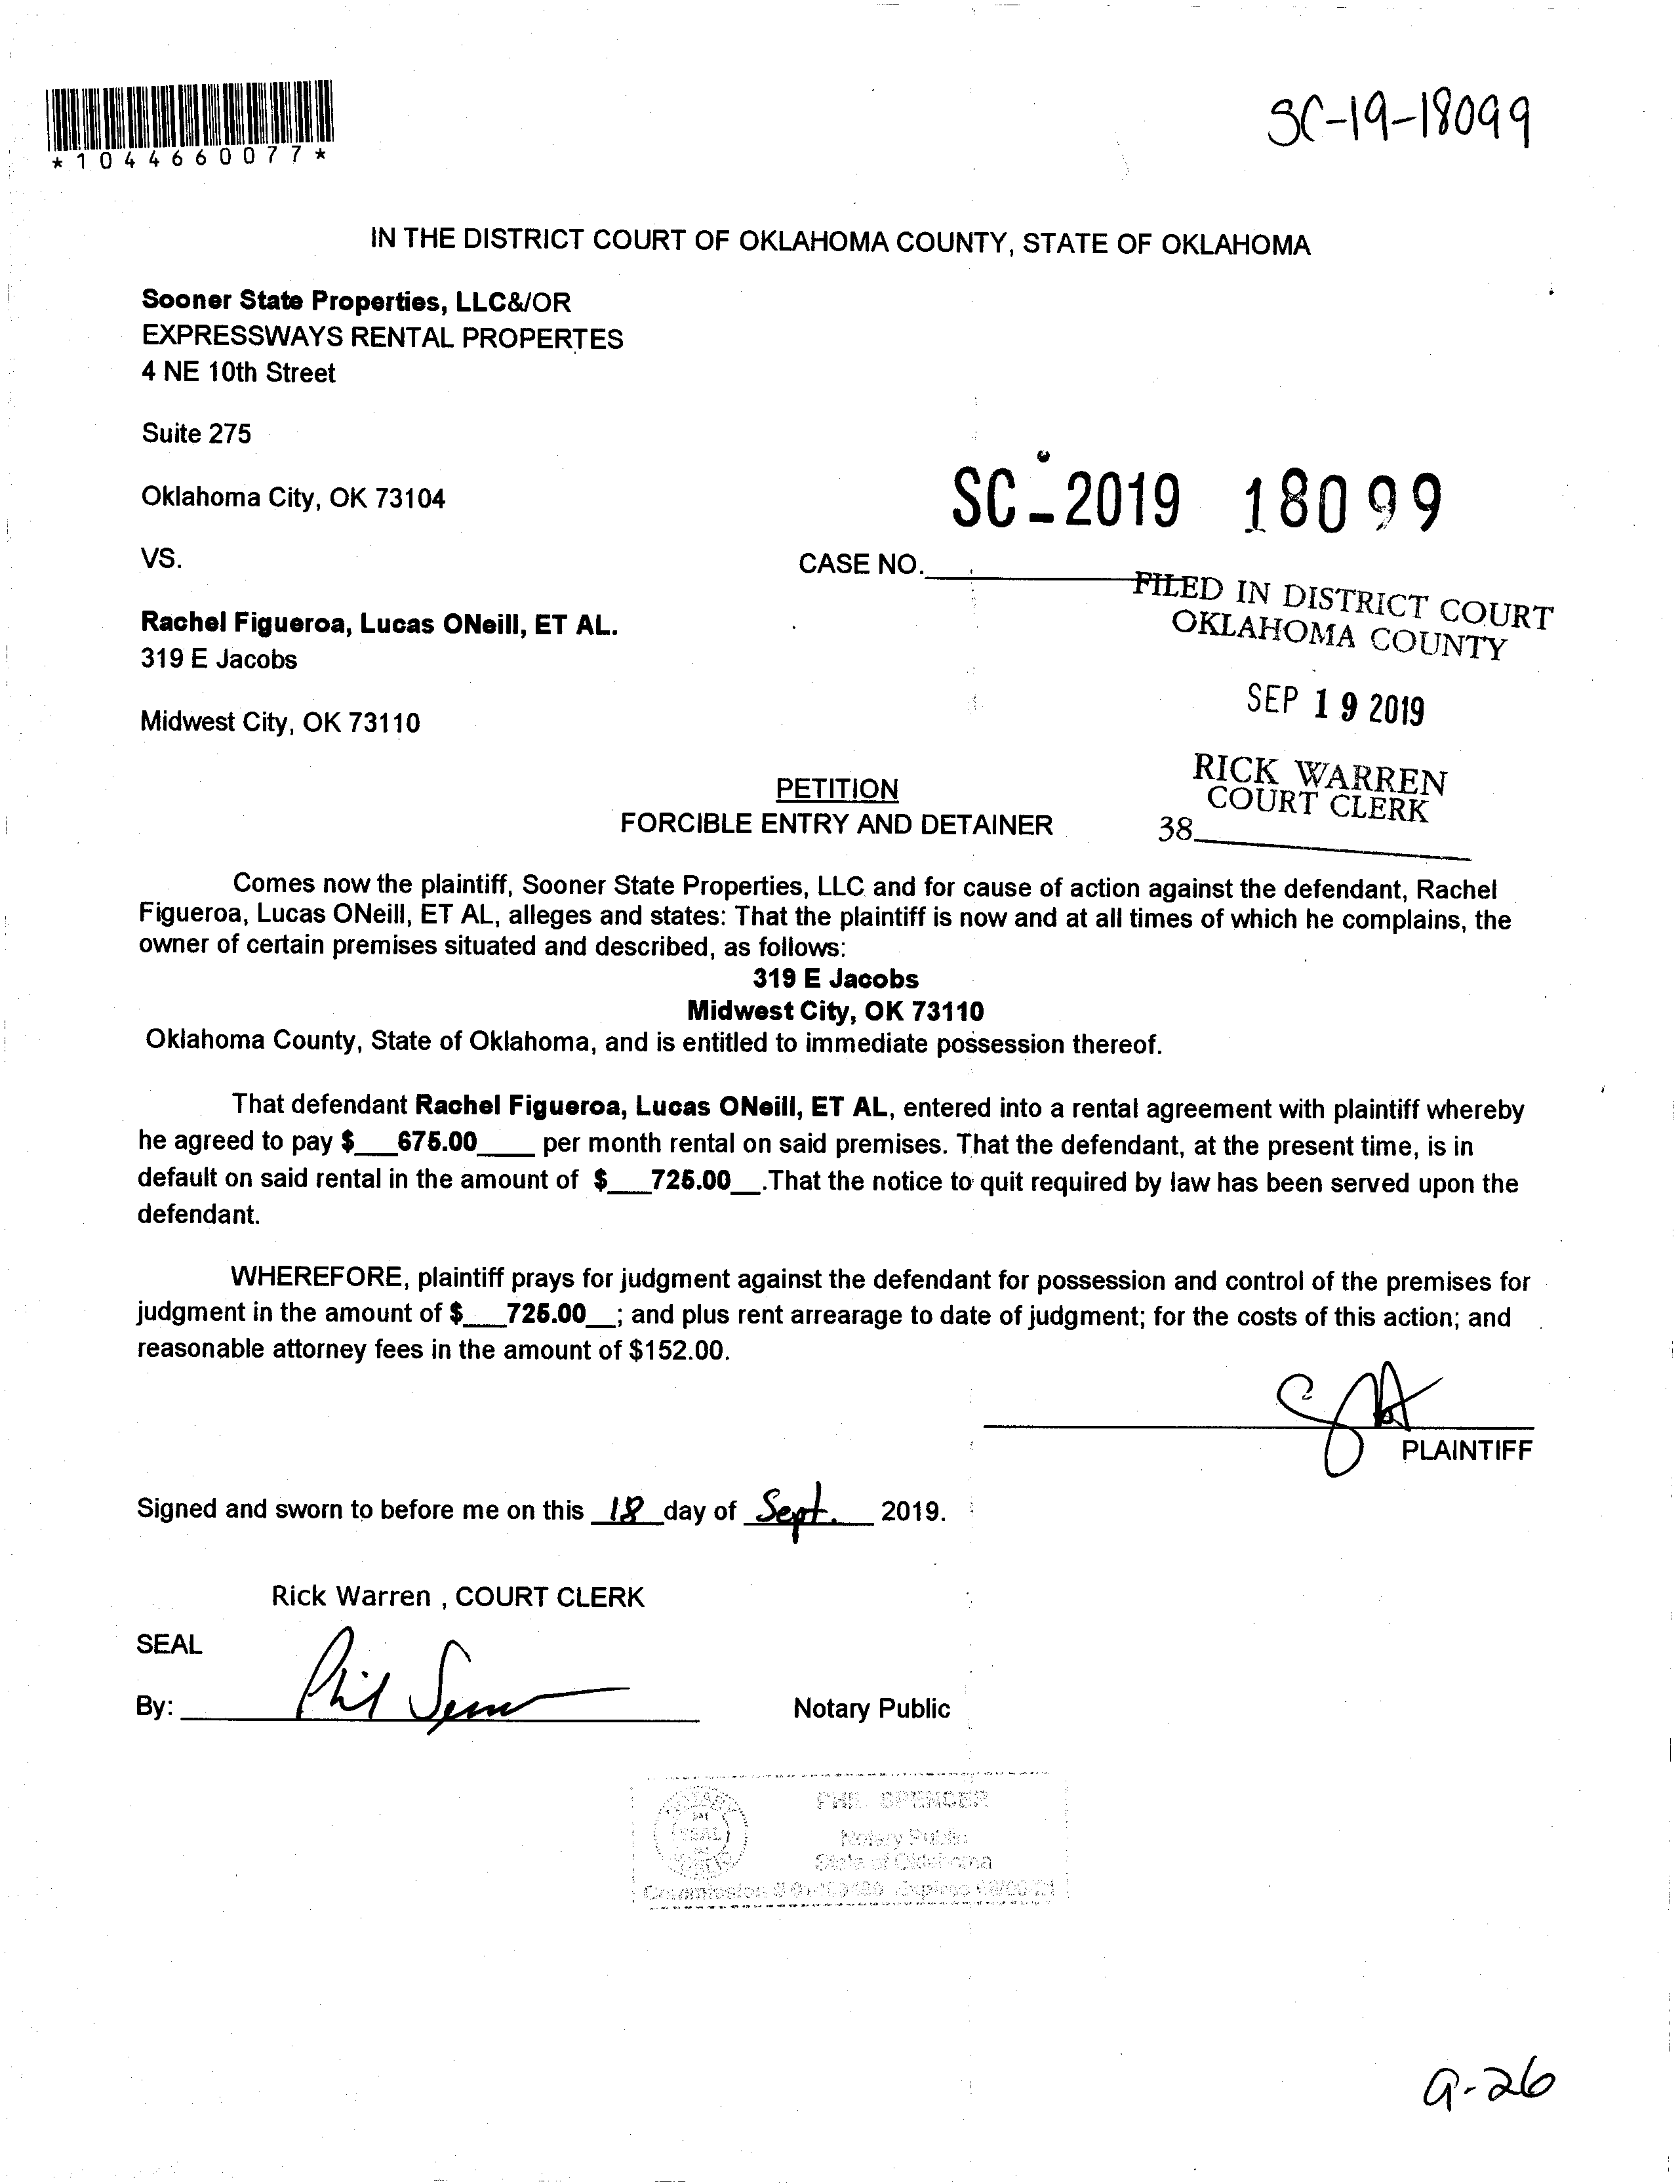 *1044660077*
SC-19-18099
IN THE DISTRICT COURT OF OKLAHOMA COUNTY, STATE OF OKLAHOMA
Sooner State Properties, LLC&/OR
EXPRESSWAYS RENTAL PROPERTES
4 NE 10th Street
Suite 275
Oklahoma City, OK 73104
SC-2019 18099
VS.
CASE NO.
FILED IN DISTRICT COURT
OKLAHOMA COUNTY
Rachel Figueroa, Lucas ONeill, ET AL.
319 E Jacobs
SEP 19 2019
Midwest City, OK 73110
RICK WARREN
COURT CLERK
38
PETITION
FORCIBLE ENTRY AND DETAINER
Comes now the plaintiff, Sooner State Properties, LLC and for cause of action against the defendant, Rachel
Figueroa, Lucas ONeill, ET AL, alleges and states: That the plaintiff is now and at all times of which he complains, the
owner of certain premises situated and described, as follows:
319 E Jacobs
Midwest City, OK 73110
Oklahoma County, State of Oklahoma, and is entitled to immediate possession thereof.
That defendant Rachel Figueroa, Lucas ONeill, ET AL, entered into a rental agreement with plaintiff whereby
he agreed to pay $___675.00____ per month rental on said premises. That the defendant, at the present time, is in
default on said rental in the amount of $___725.00__.That the notice to quit required by law has been served upon the
defendant.
WHEREFORE, plaintiff prays for judgment against the defendant for possession and control of the premises for
judgment in the amount of $___725.00__; and plus rent arrearage to date of judgment; for the costs of this action; and
reasonable attorney fees in the amount of $152.00.
PLAINTIFF
Signed and sworn to before me on this 18 day of Sept. 2019.
Rick Warren , COURT CLERK
SEAL
By:
Notary Public
PHIL SPENCER
Notary Public
State of Oklahoma
9-26